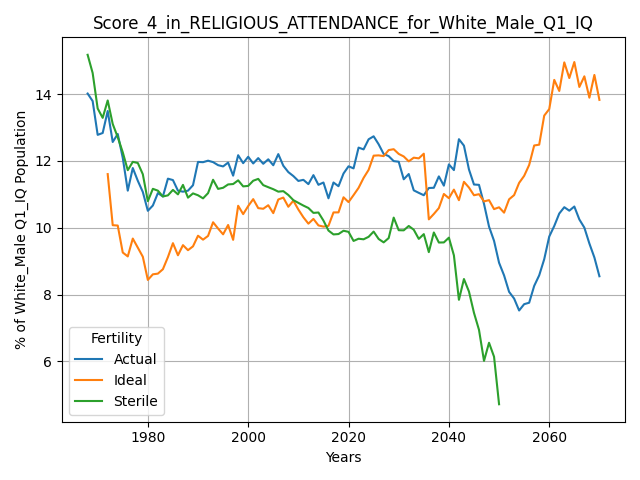 Score_4_in_RELIGIOUS_ATTENDANCE_for_White_Male_Q1_IQ
% of White_Male Q1_IQ Population
14
12
10
8
6
Fertility
Actual
Ideal
Sterile
1980
2000
2020
2040
2060
Years